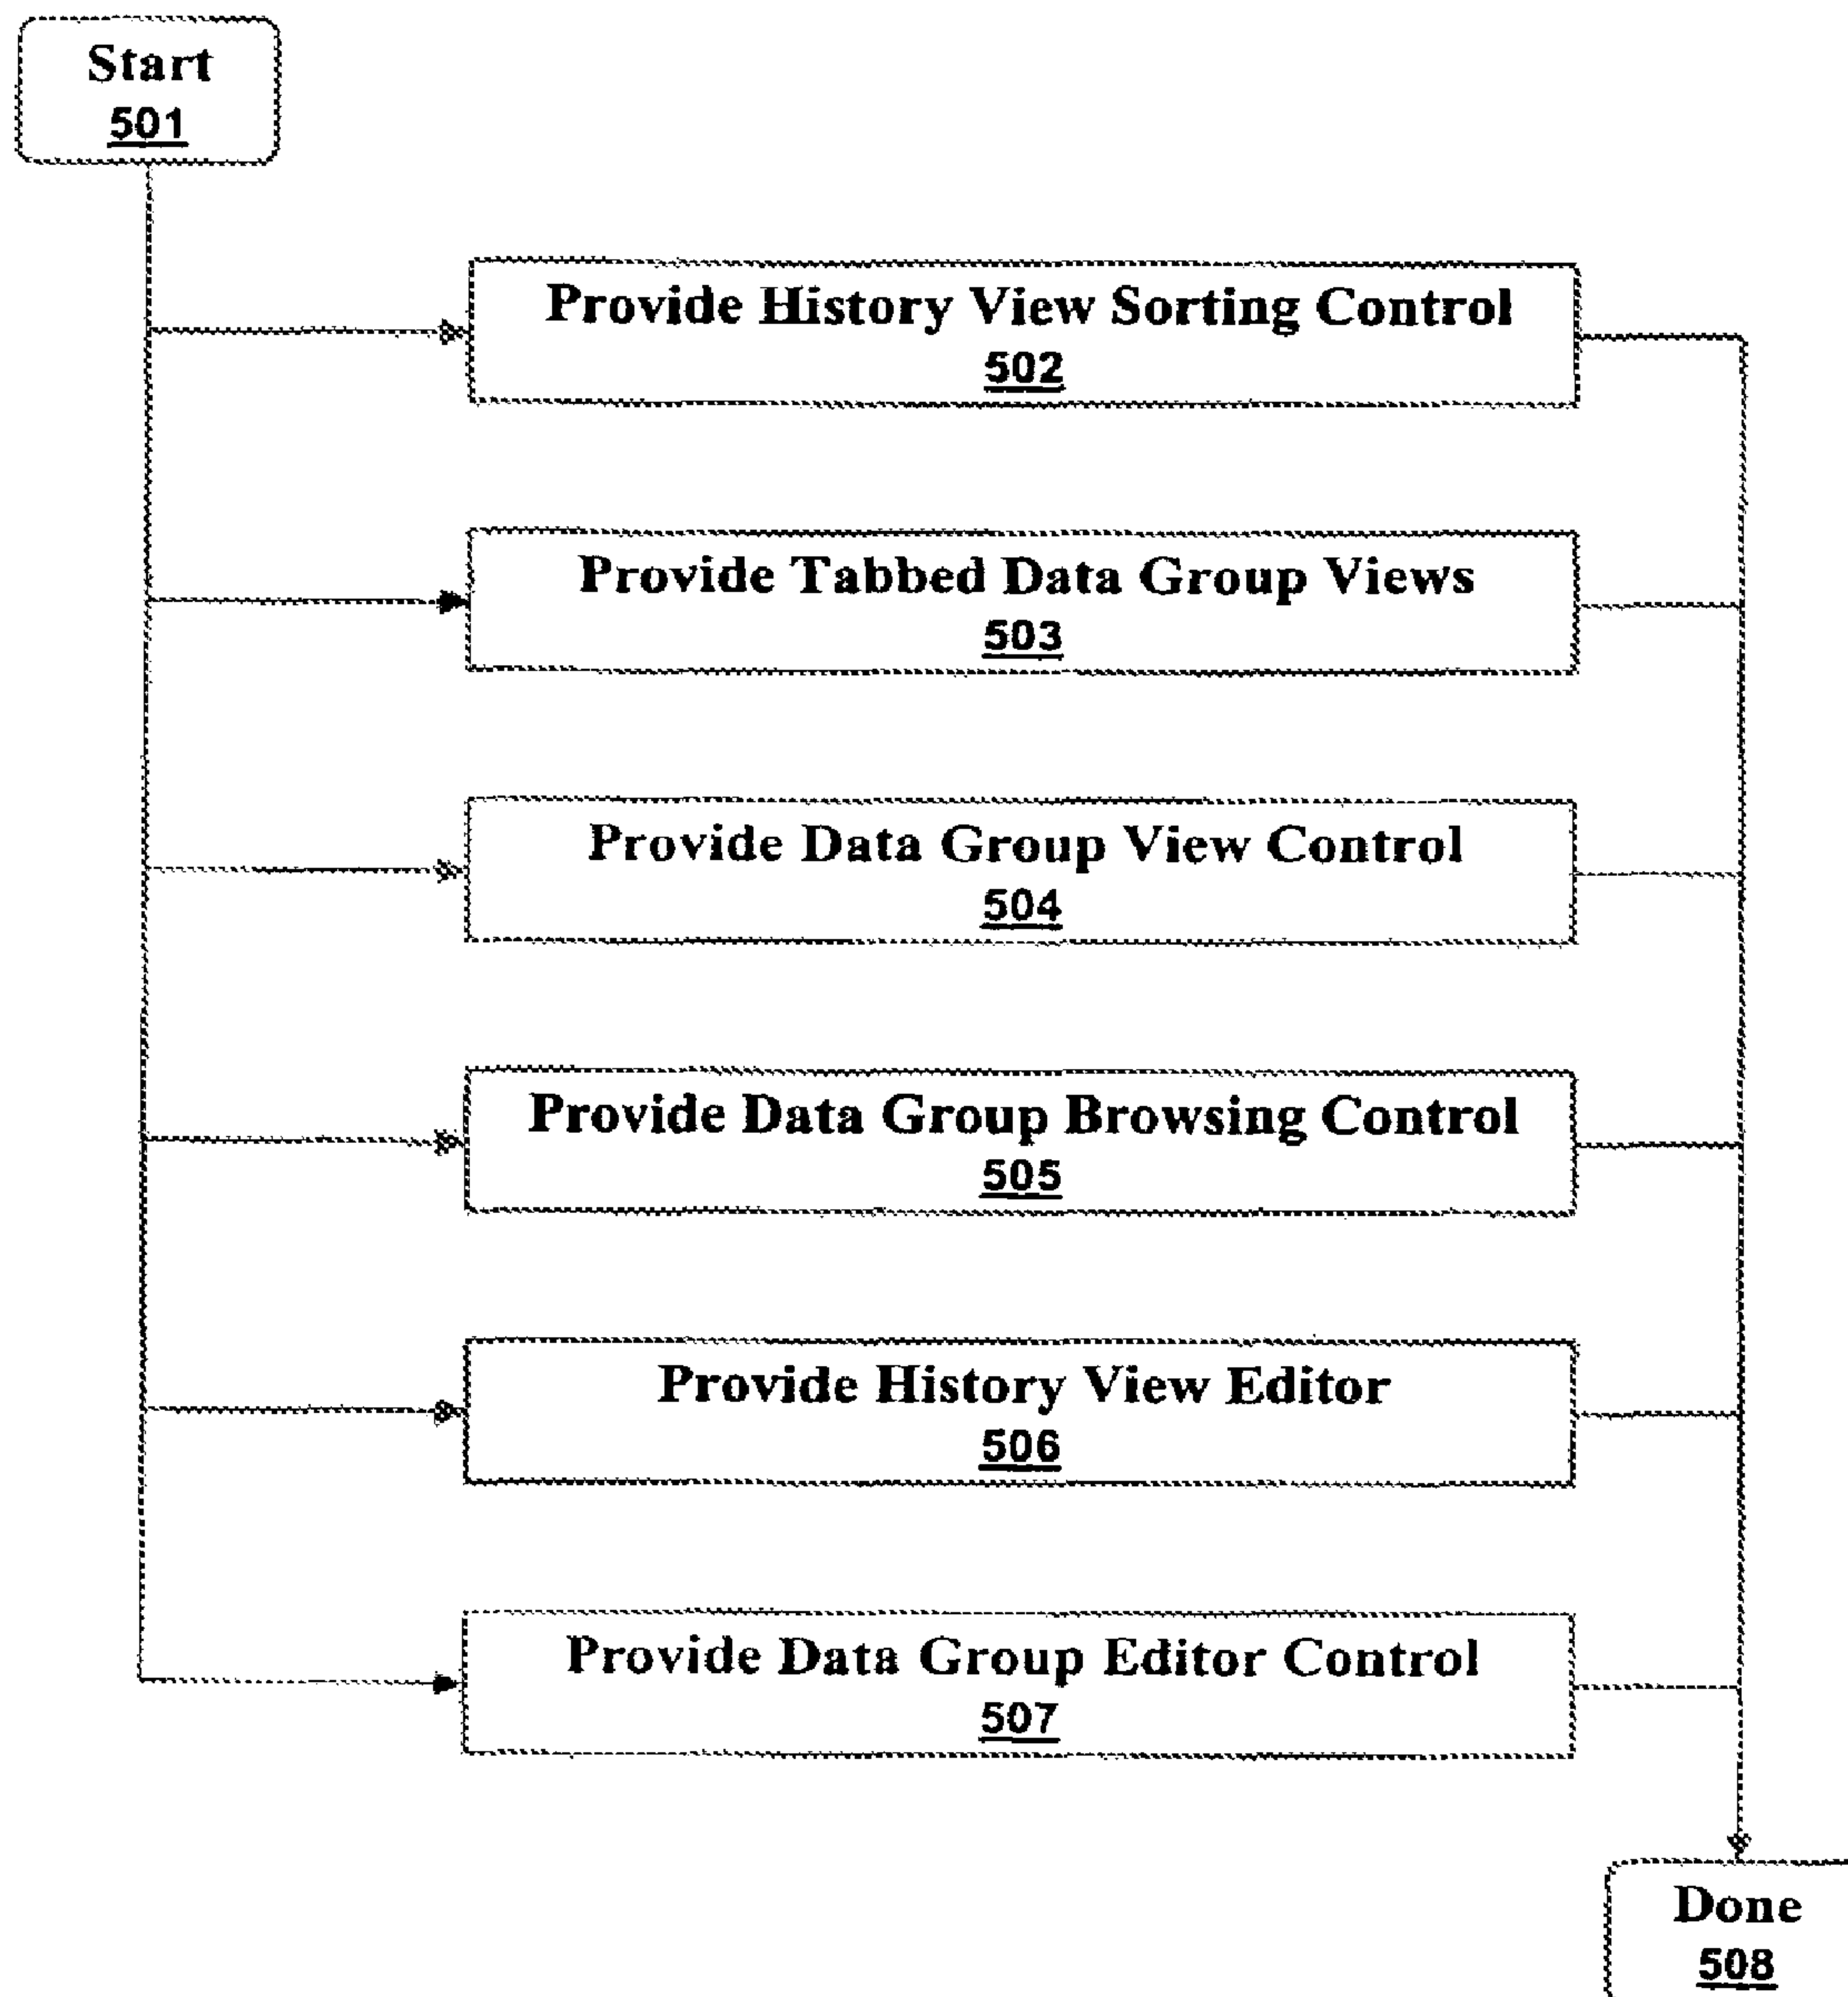 Start
501
Provide History View Sorting Control
502
Provide Tabbed Data Group Views
503
Provide Data Group View Control
504
Provide Data Group Browsing Control
505
Provide History View Editor
506
Provide Data Group Editor Control
507
Done
508